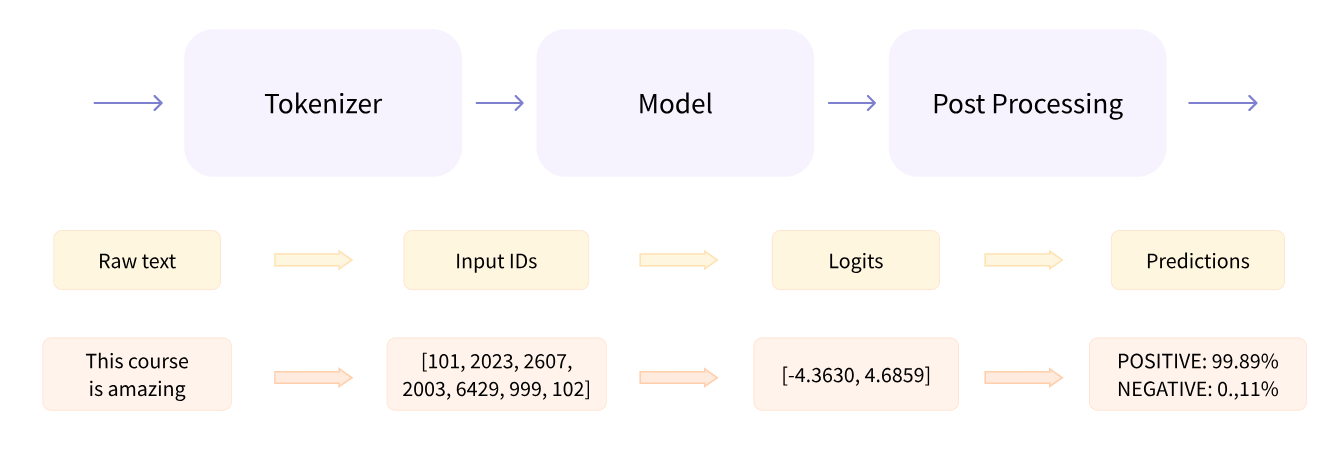 Tokenizer
Model
Post Processing
Raw text
Input IDs
Logits
Predictions
This course
is amazing
[101, 2023, 2607,
2003, 6429, 999, 102]
[-4.3630, 4.6859]
POSITIVE: 99.89%
NEGATIVE: 0.,11%